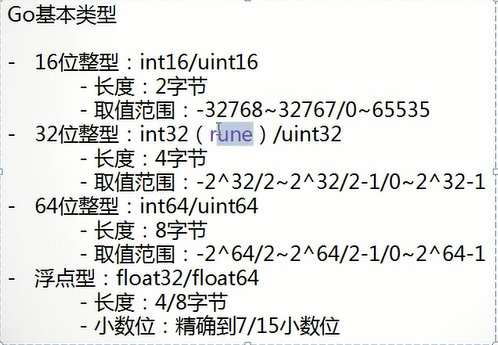 Go基本类型
- 16位整型：int16/uint16
- 长度：2字节
- 取值范围：-32768~32767/0~65535
- 32位整型：int32（rune）/uint32
- 长度：4字节
- 取值范围：-2^32/2~2^32/2-1/0~2^32-1
- 64位整型：int64/uint64
- 长度：8字节
- 取值范围：-2^64/2~2^64/2-1/0~2^64-1
- 浮点型：float32/float64
- 长度：4/8字节
- 小数位：精确到7/15小数位